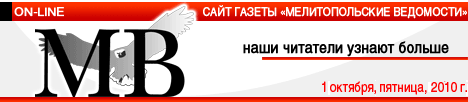 ON-LINE САЙТ ГАЗЕТЫ «МЕЛИТОПОЛЬСКИЕ ВЕДОМОСТИ»
МВ
наши читатели узнают больше
1 октября, пятница, 2010 г.